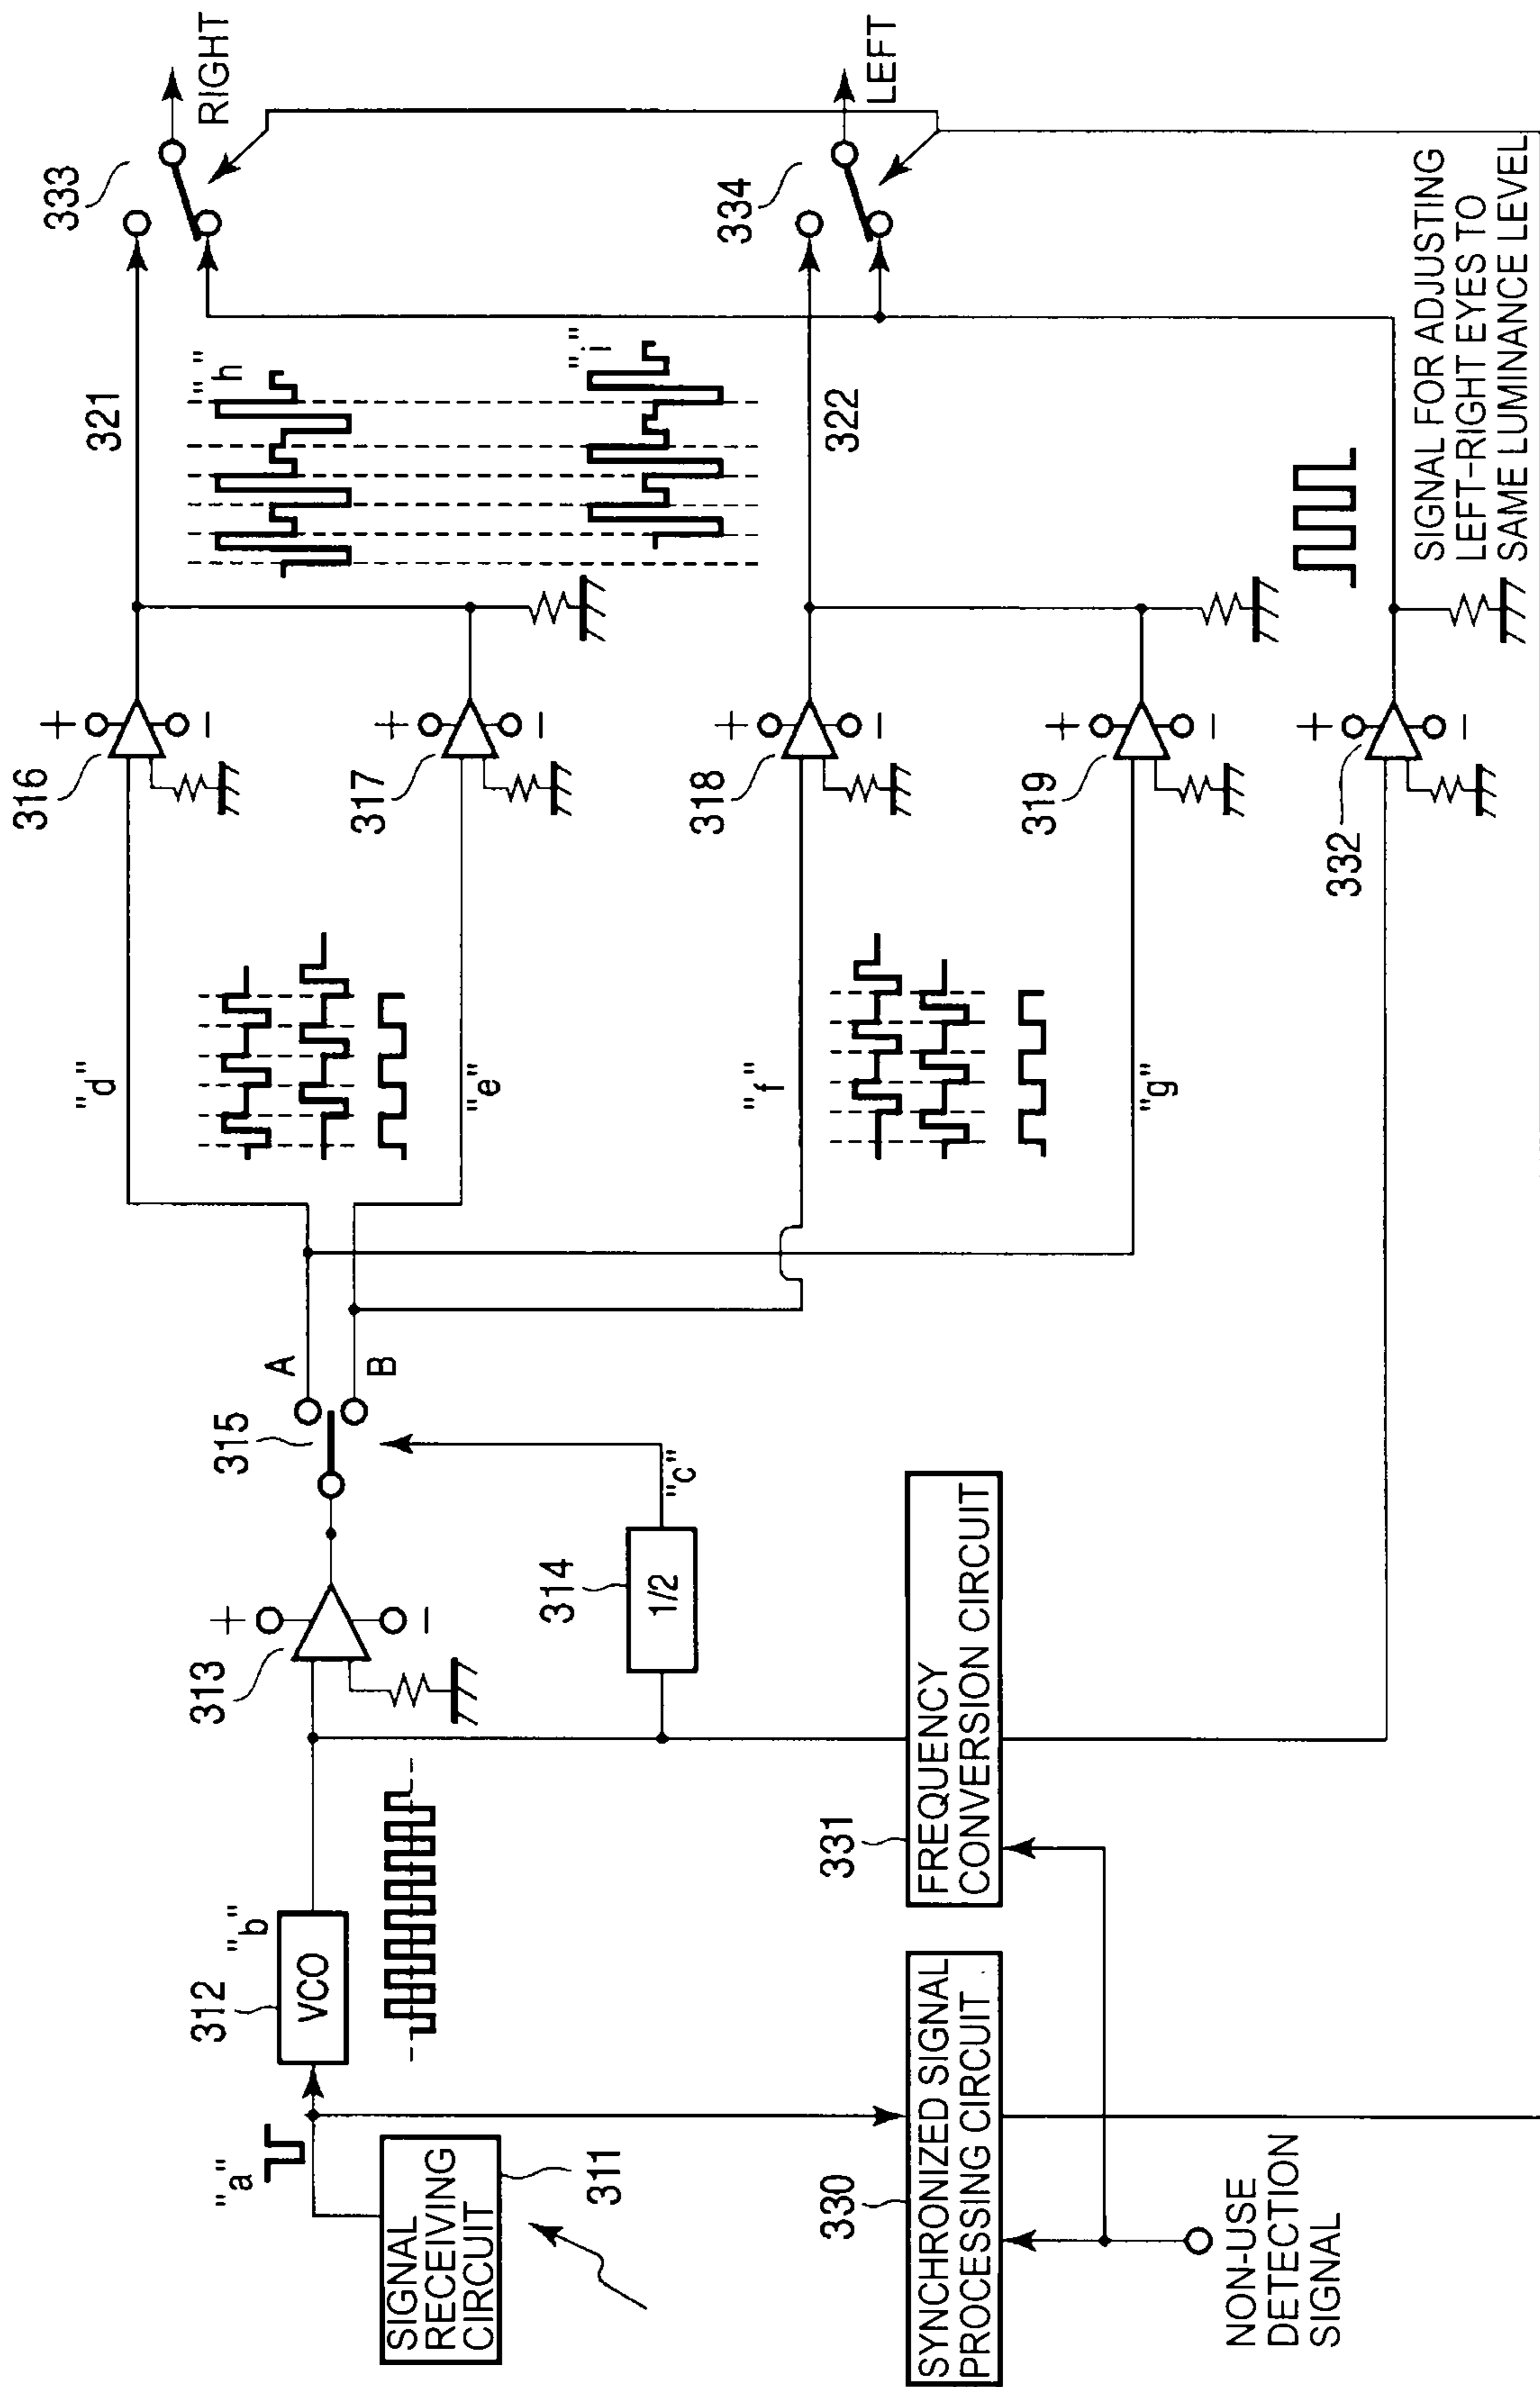 "a"
SIGNAL
RECEIVING
CIRCUIT
311
312
VCO
"b"
313
+
−
314
1/2
"c"
315
A
B
"d"
"e"
"f"
"g"
316
+
−
317
+
−
318
+
−
319
+
−
332
+
−
321
"h"
"i"
322
333
RIGHT
334
LEFT
SIGNAL FOR ADJUSTING
LEFT-RIGHT EYES TO
SAME LUMINANCE LEVEL
330
SYNCHRONIZED SIGNAL
PROCESSING CIRCUIT
331
FREQUENCY
CONVERSION CIRCUIT
NON-USE
DETECTION
SIGNAL